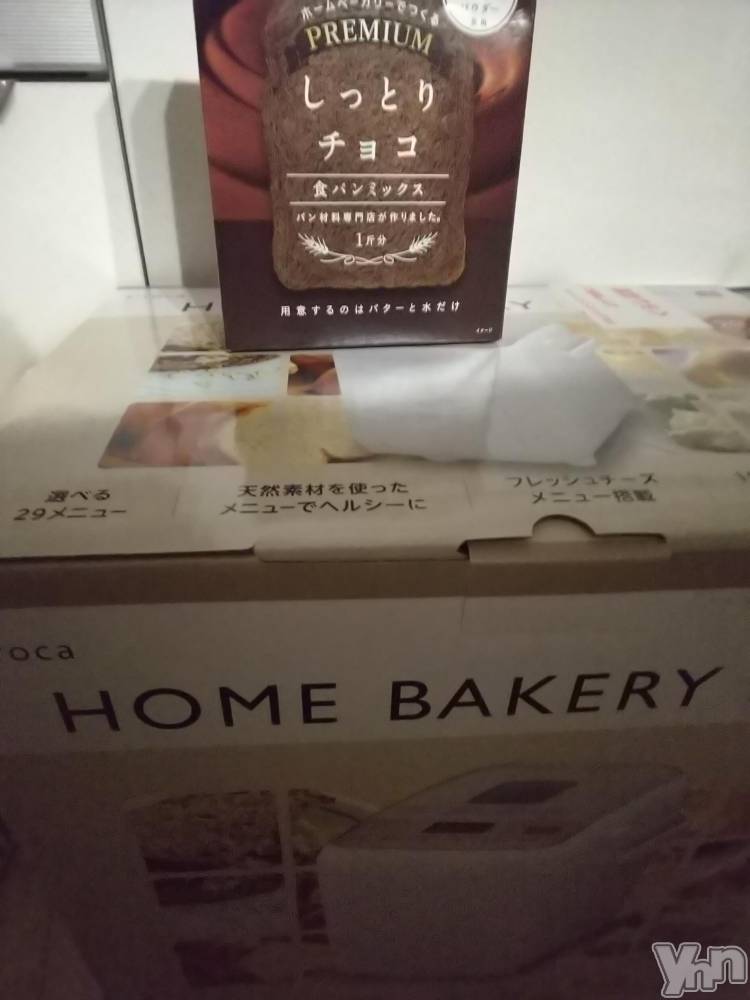 ホームベーカリーでつくる
PREMIUM
しっとり
チョコ
食パンミックス
パン材料専門店が作りました。
1斤分
用意するのはバターと水だけ
イメージ
選べる
29メニュー
天然素材を使った
メニューでヘルシーに
フレッシュチーズ
メニュー搭載
roca
HOME BAKERY